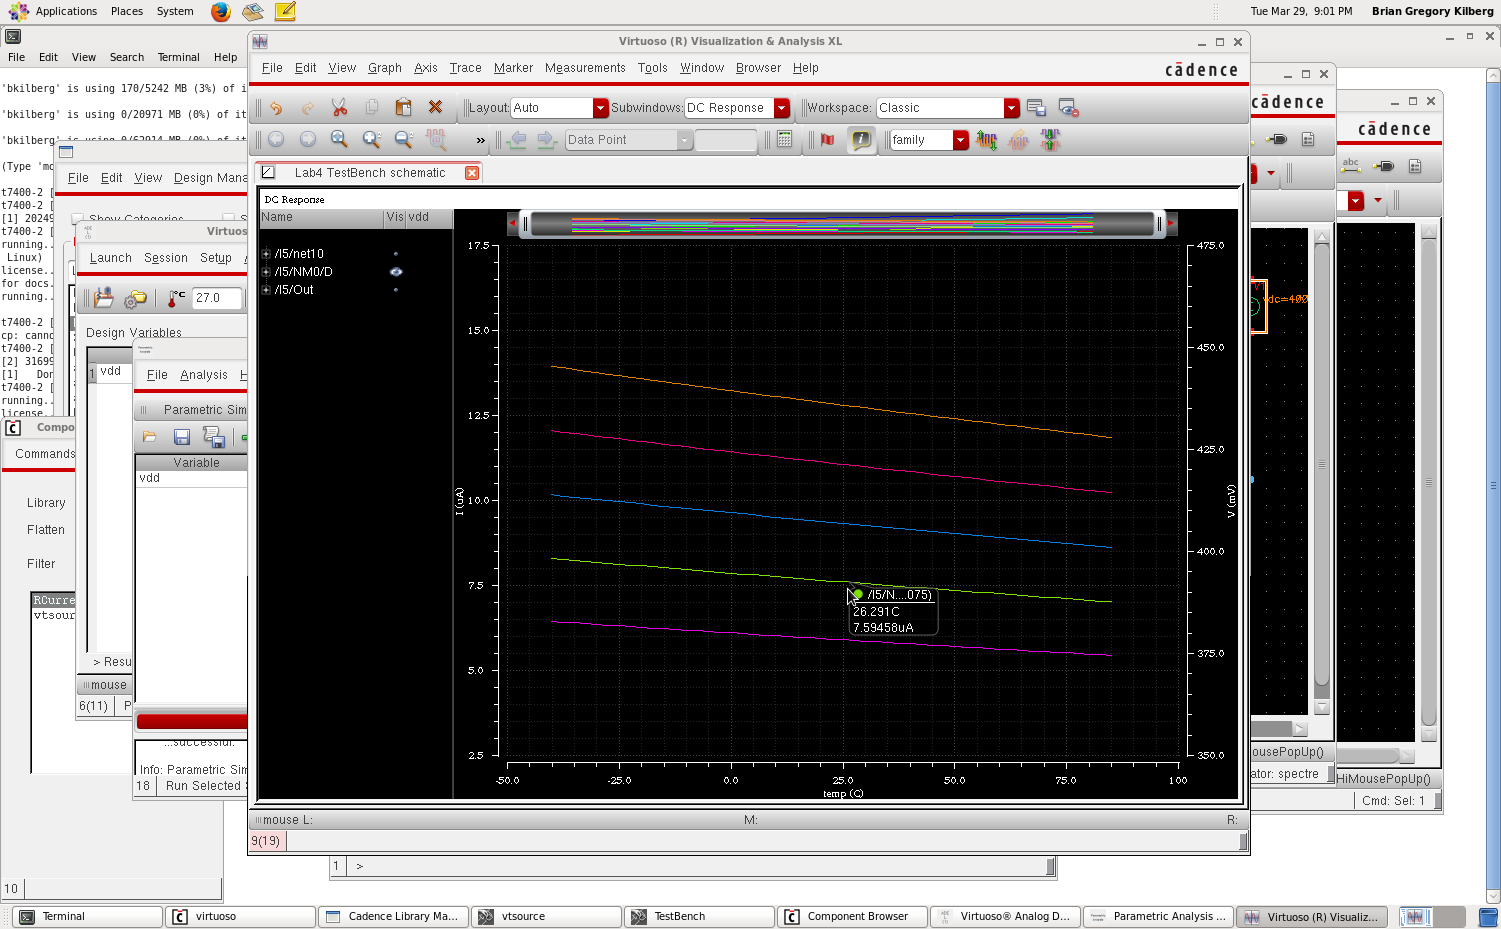 Applications Places System
Tue Mar 29, 9:01 PM Brian Gregory Kilberg
File Edit View Search Terminal Help
'bkilberg' is using 170/5242 MB (3%) of i
'bkilberg' is using 0/20971 MB (0%) of it
'bkilberg' is using 0/62914 MB (0%) of it
(Type 'mo
t7400-2 [
t7400-2 [
[1] 20249
t7400-2 [
running..
Linux)
license..
for docs.
running..
t7400-2 [
cp: canno
t7400-2 [
[2] 31699
[1] Don
t7400-2 [
running..
license..
File Edit View Design Mana
Show Categories S
Virtuos
Launch Session Setup
°C 27.0
Design Variables
1 vdd
> Resu
mouse
6(11) P
File Analysis H
Parametric Sim
Variable
vdd
...successful.
Info: Parametric Sim
18 Run Selected
Compo
Commands
Library
Flatten
Filter
RCurre
vtsour
10
Virtuoso (R) Visualization & Analysis XL
File Edit View Graph Axis Trace Marker Measurements Tools Window Browser Help
cādence
Layout: Auto Subwindows: DC Response Workspace: Classic
» Data Point family
Lab4 TestBench schematic
DC Response
Name Vis vdd
/I5/net10
/I5/NM0/D
/I5/Out
17.5
15.0
12.5
10.0
7.5
5.0
2.5
I (uA)
475.0
450.0
425.0
400.0
375.0
350.0
V (mV)
/I5/N....075)
26.291C
7.59458uA
-50.0 -25.0 0.0 25.0 50.0 75.0 100
temp (C)
mouse L: M: R:
9(19)
1 >
cādence
vdc=400
ousePopUp()
ator: spectre
cādence
abc
HiMousePopUp()
Cmd: Sel: 1
Terminal virtuoso Cadence Library Ma... vtsource TestBench Component Browser Virtuoso® Analog D... Parametric Analysis ... Virtuoso (R) Visualiz...